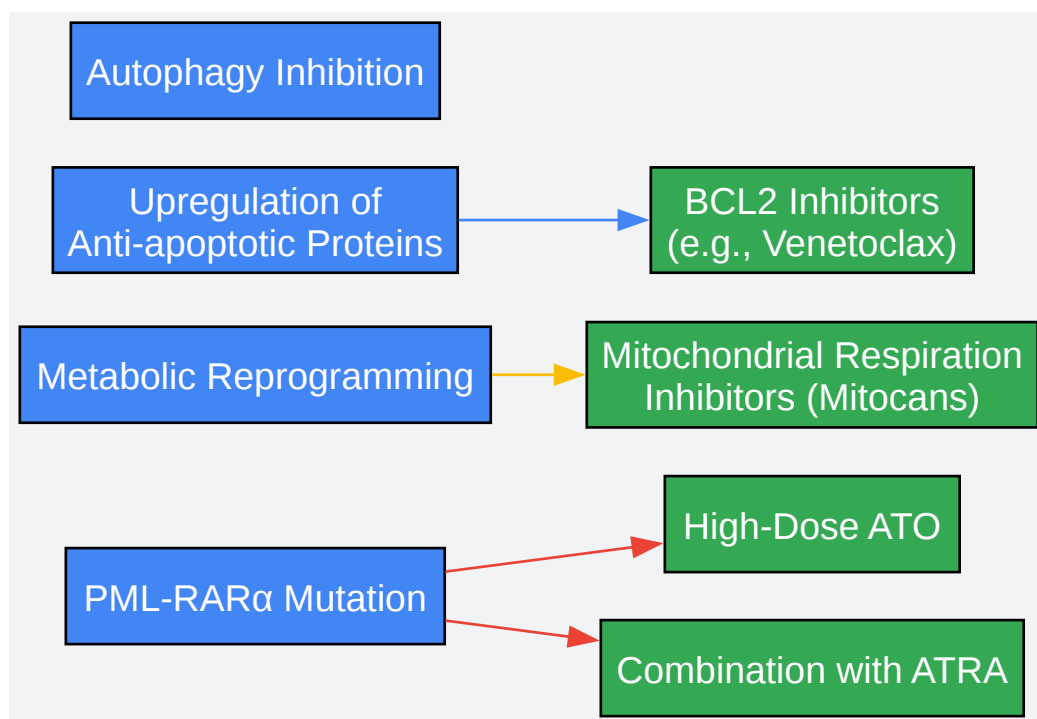 Autophagy Inhibition
Upregulation of
Anti-apoptotic Proteins
BCL2 Inhibitors
(e.g., Venetoclax)
Metabolic Reprogramming
Mitochondrial Respiration
Inhibitors (Mitocans)
High-Dose ATO
PML-RARα Mutation
Combination with ATRA